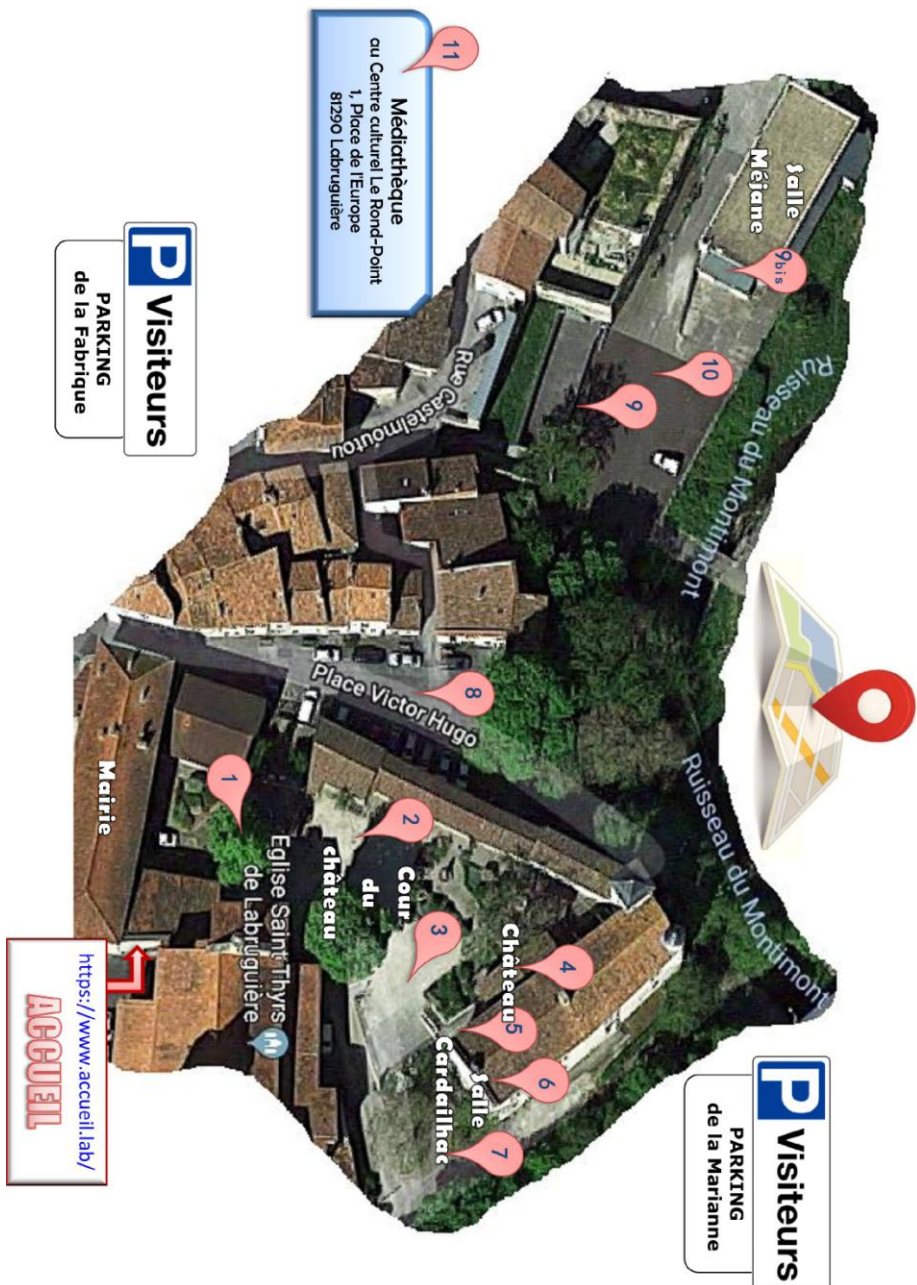 11
Médiathèque
au Centre culturel Le Rond-Point
1, Place de l'Europe
81290 Labruguière
P Visiteurs
PARKING
de la Fabrique
Salle
Méjane
9bis
10
9
Rue Castelmoutou
Ruisseau du Montimont
8
Place Victor Hugo
Ruisseau du Montimont
1
Mairie
2
Cour
du
château
Eglise Saint Thyrs
de Labruguière
3
4
Château
5
6
Salle
Cardailhac
7
https://www.accueil.lab/
ACCUEIL
P Visiteurs
PARKING
de la Marianne